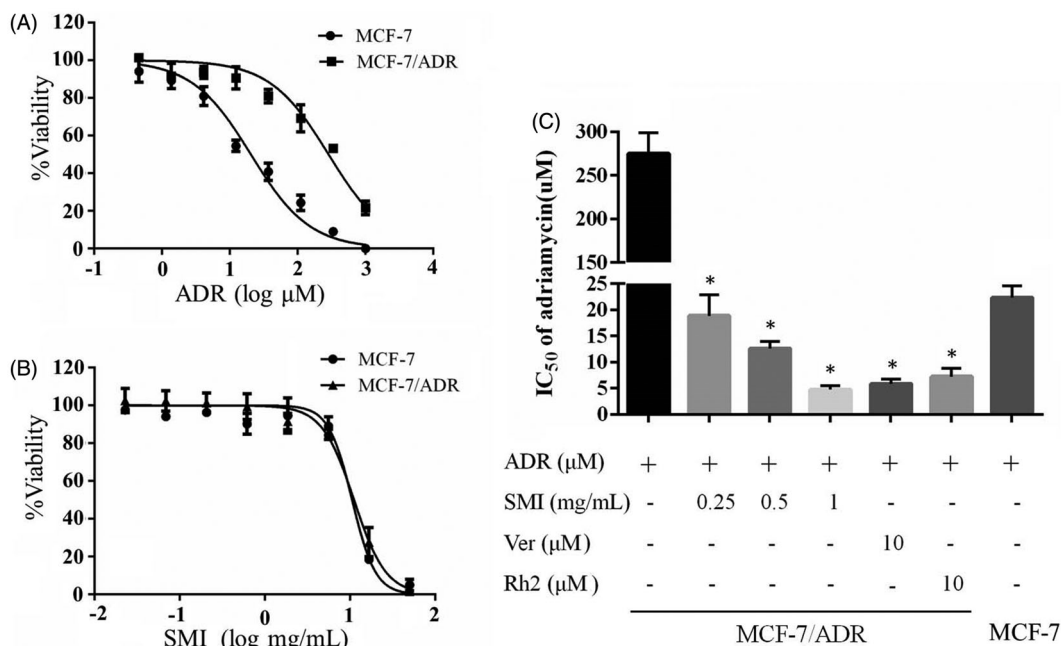 (A)
120
100
80
60
40
20
0
%Viability
MCF-7
MCF-7/ADR
-1 0 1 2 3 4
ADR (log μM)
(B)
120
100
80
60
40
20
0
%Viability
MCF-7
MCF-7/ADR
-2 -1 0 1 2
SMI (log mg/mL)
(C)
300
250
200
150
25
20
15
10
5
0
IC50 of adriamycin(uM)
* * * * *
ADR (μM) + + + + + + +
SMI (mg/mL) - 0.25 0.5 1 - - -
Ver (μM) - - - - 10 - -
Rh2 (μM) - - - - - 10 -
MCF-7/ADR MCF-7